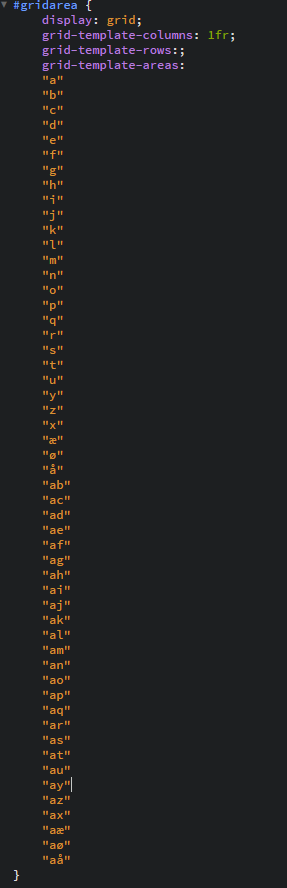 #gridarea {
display: grid;
grid-template-columns: 1fr;
grid-template-rows:;
grid-template-areas:
"a"
"b"
"c"
"d"
"e"
"f"
"g"
"h"
"i"
"j"
"k"
"l"
"m"
"n"
"o"
"p"
"q"
"r"
"s"
"t"
"u"
"y"
"z"
"x"
"æ"
"ø"
"å"
"ab"
"ac"
"ad"
"ae"
"af"
"ag"
"ah"
"ai"
"aj"
"ak"
"al"
"am"
"an"
"ao"
"ap"
"aq"
"ar"
"as"
"at"
"au"
"ay"
"az"
"ax"
"aæ"
"aø"
"aå"
}